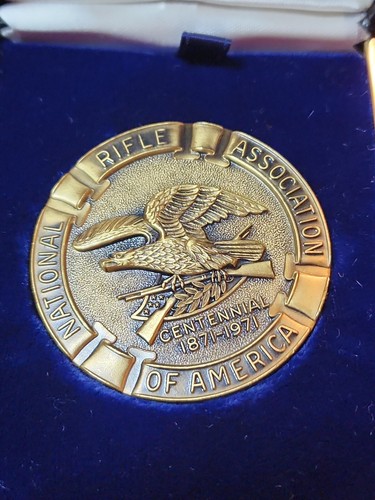 NATIONAL RIFLE ASSOCIATION
OF AMERICA
CENTENNIAL
1871-1971